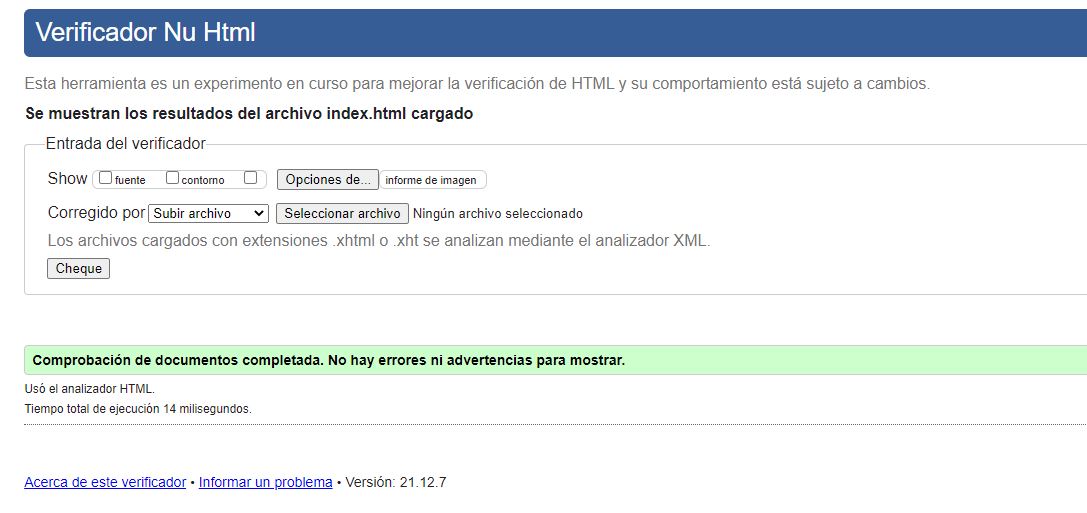 Verificador Nu Html
Esta herramienta es un experimento en curso para mejorar la verificación de HTML y su comportamiento está sujeto a cambios.
Se muestran los resultados del archivo index.html cargado
Entrada del verificador
Show fuente contorno Opciones de... informe de imagen
Corregido por Subir archivo Seleccionar archivo Ningún archivo seleccionado
Los archivos cargados con extensiones .xhtml o .xht se analizan mediante el analizador XML.
Cheque
Comprobación de documentos completada. No hay errores ni advertencias para mostrar.
Usó el analizador HTML.
Tiempo total de ejecución 14 milisegundos.
Acerca de este verificador • Informar un problema • Versión: 21.12.7